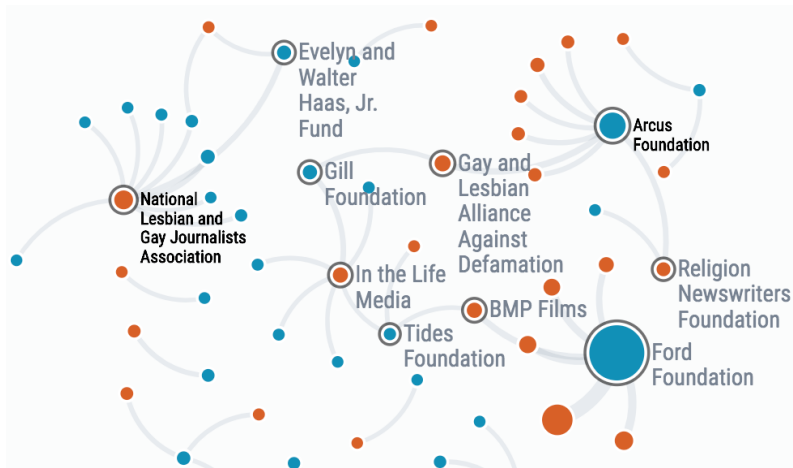 Evelyn and
Walter
Haas, Jr.
Fund
Arcus
Foundation
Gill
Foundation
Gay and
Lesbian
Alliance
Against
Defamation
National
Lesbian and
Gay Journalists
Association
In the Life
Media
Religion
Newswriters
Foundation
BMP Films
Tides
Foundation
Ford
Foundation